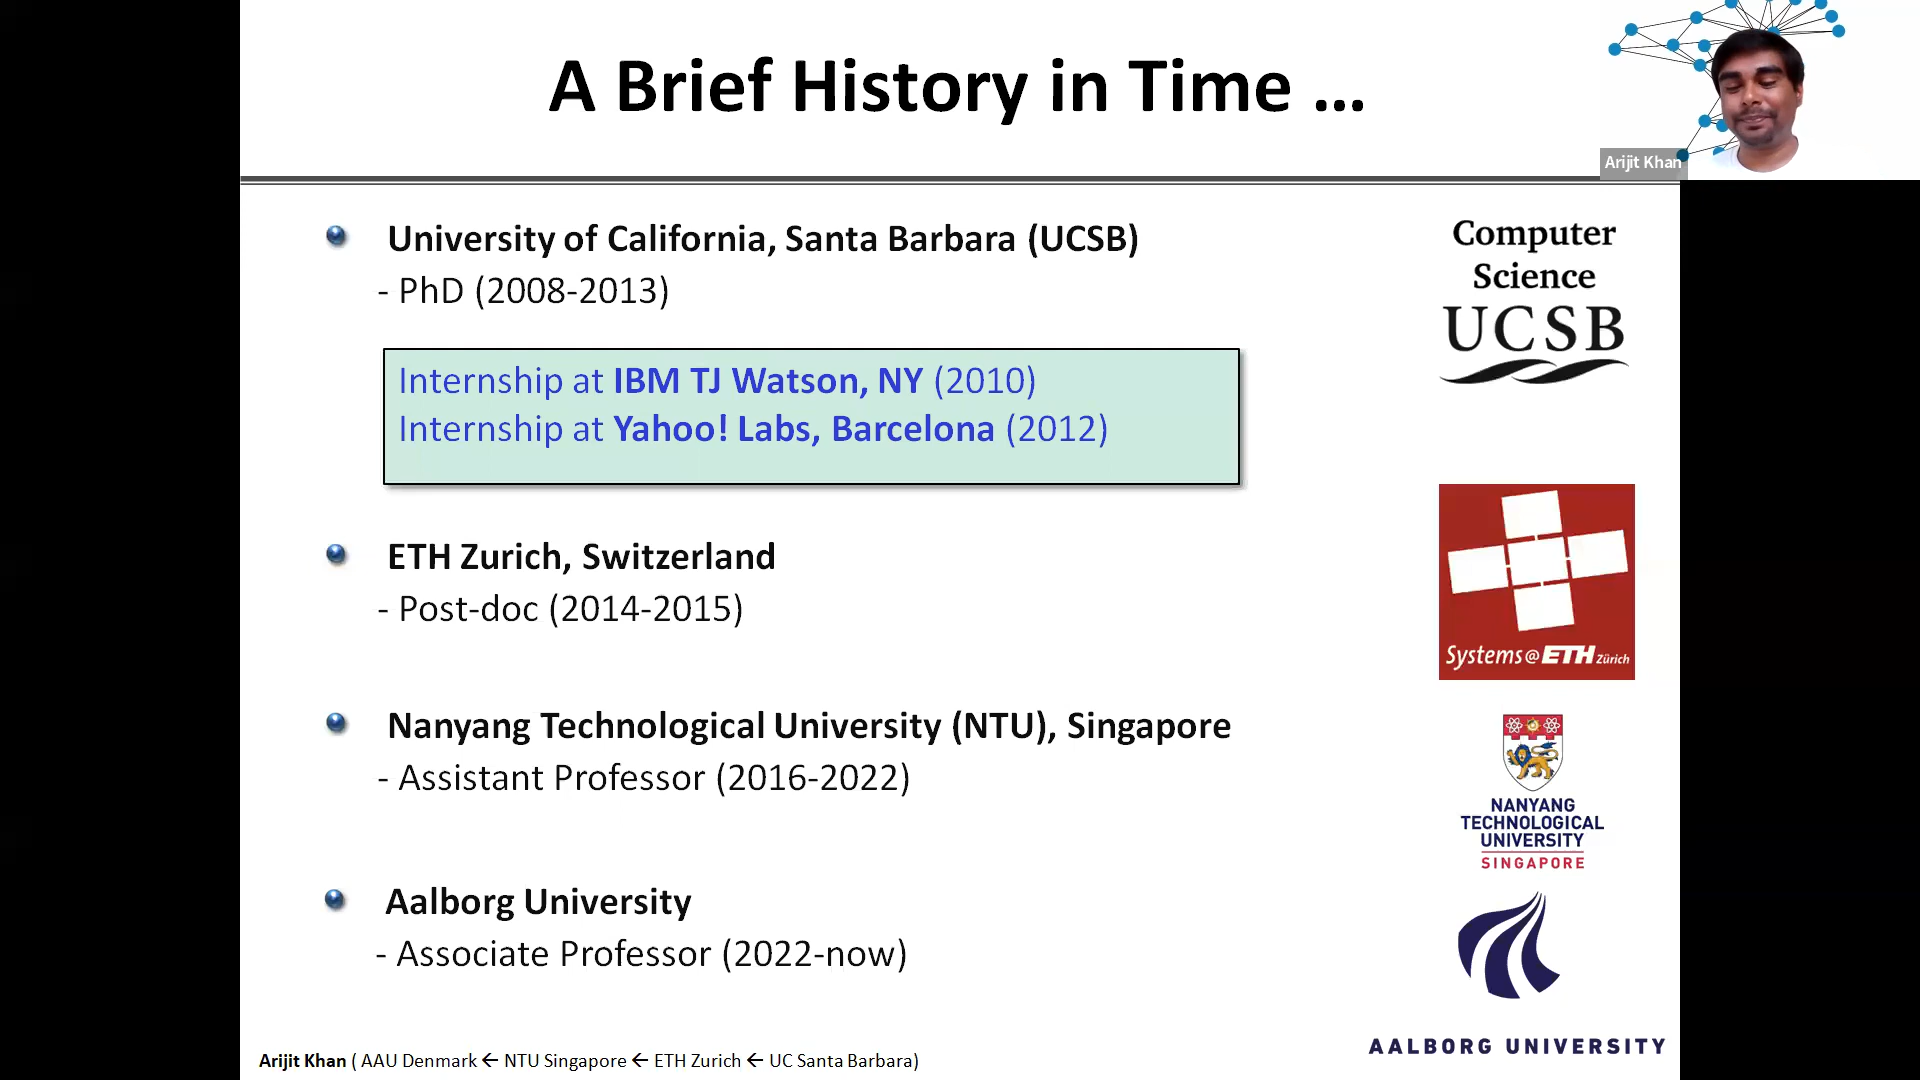 A Brief History in Time ...
Arijit Khan
University of California, Santa Barbara (UCSB)
- PhD (2008-2013)
Internship at IBM TJ Watson, NY (2010)
Internship at Yahoo! Labs, Barcelona (2012)
Computer
Science
UCSB
ETH Zurich, Switzerland
- Post-doc (2014-2015)
Systems@ETH Zürich
Nanyang Technological University (NTU), Singapore
- Assistant Professor (2016-2022)
NANYANG
TECHNOLOGICAL
UNIVERSITY
SINGAPORE
Aalborg University
- Associate Professor (2022-now)
AALBORG UNIVERSITY
Arijit Khan ( AAU Denmark ← NTU Singapore ← ETH Zurich ← UC Santa Barbara)